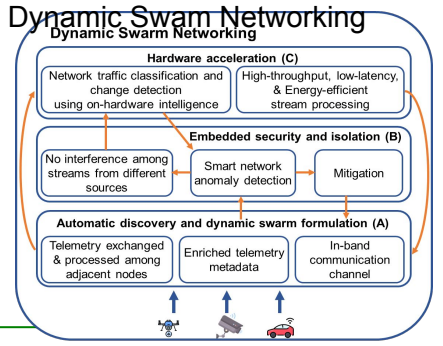 Dynamic Swam Networking
Dynamic Swarm Networking
Hardware acceleration (C)
Network traffic classification and
change detection
using on-hardware intelligence
High-throughput, low-latency,
& Energy-efficient
stream processing
Embedded security and isolation (B)
No interference among
streams from different
sources
Smart network
anomaly detection
Mitigation
Automatic discovery and dynamic swarm formulation (A)
Telemetry exchanged
& processed among
adjacent nodes
Enriched telemetry
metadata
In-band
communication
channel